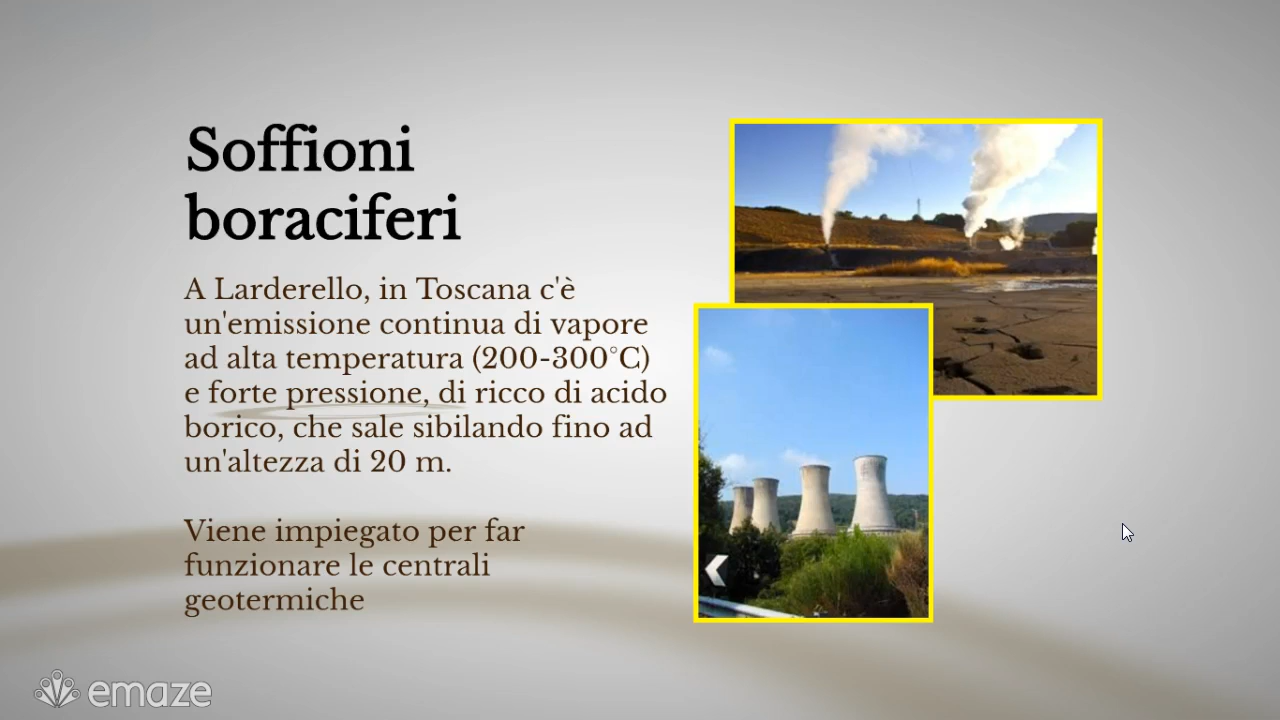 Soffioni
boraciferi
A Larderello, in Toscana c'è
un'emissione continua di vapore
ad alta temperatura (200-300°C)
e forte pressione, di ricco di acido
borico, che sale sibilando fino ad
un'altezza di 20 m.
Viene impiegato per far
funzionare le centrali
geotermiche
emaze